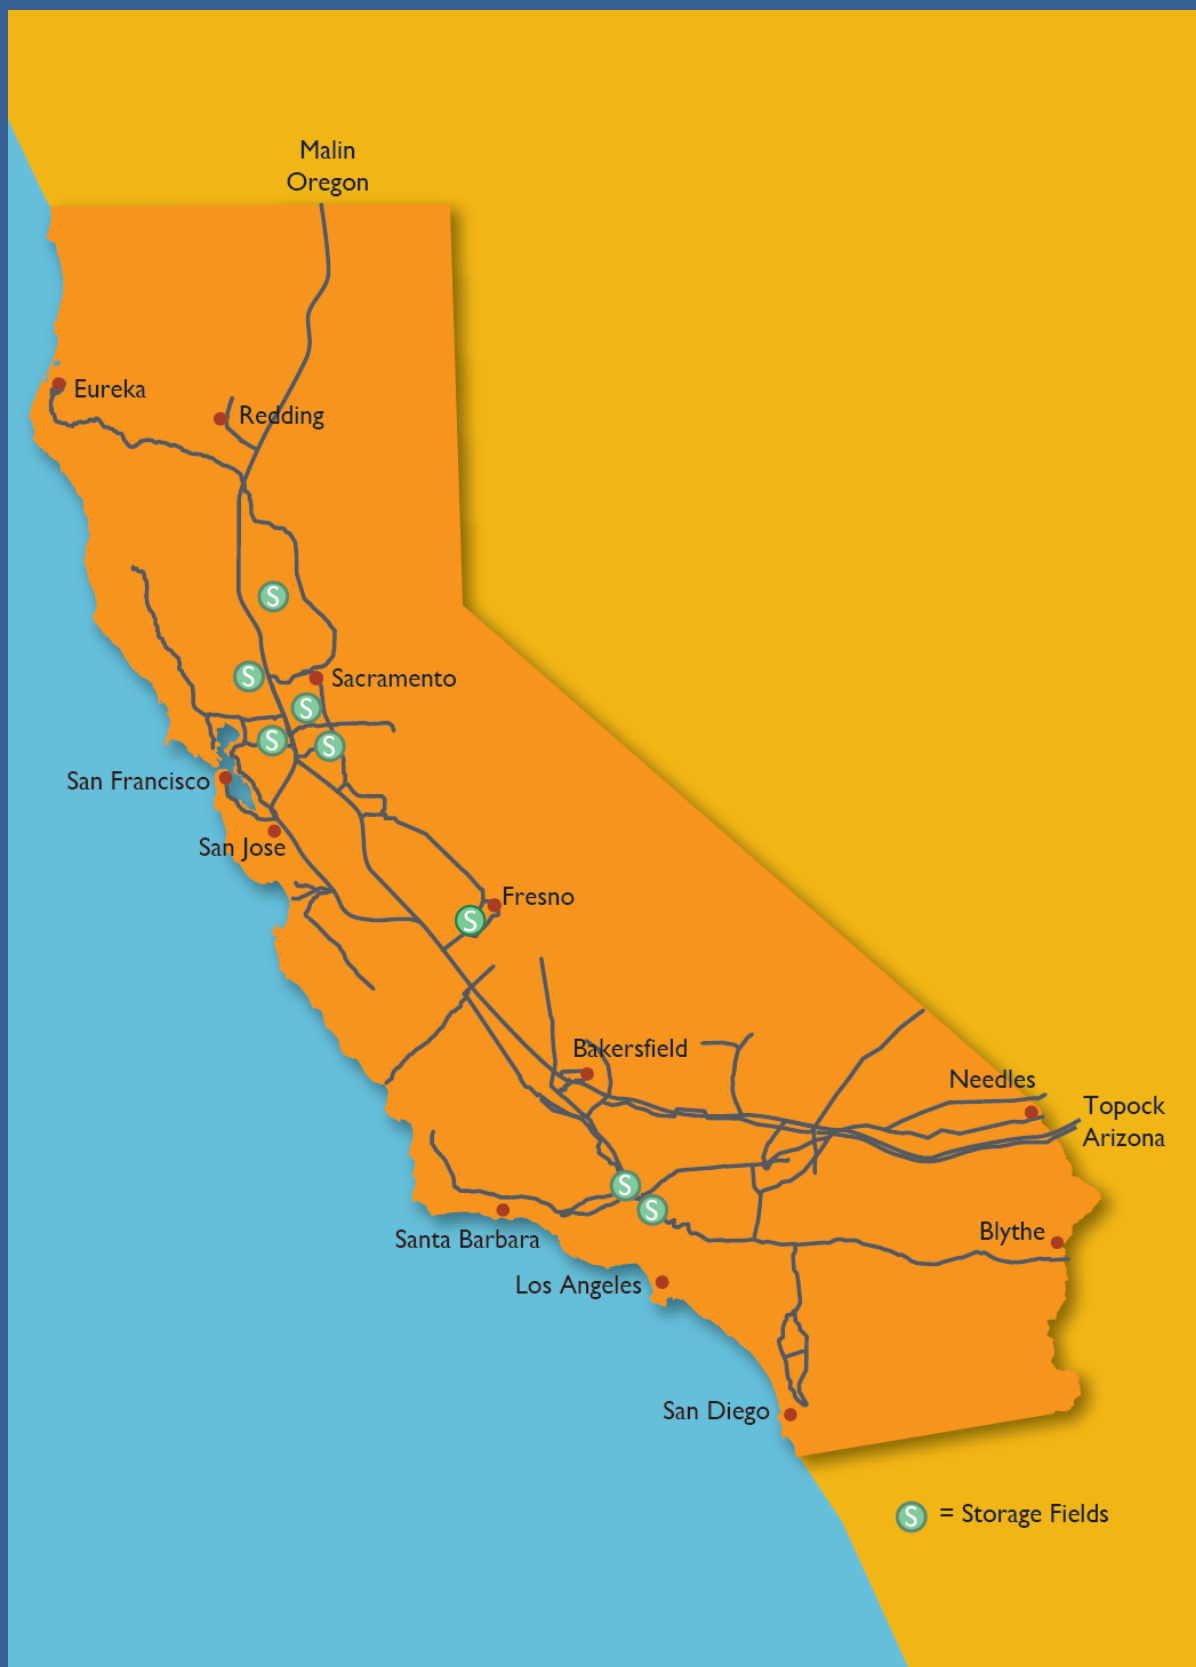 Malin
Oregon
Eureka
Redding
S
S
Sacramento
S
S
S
San Francisco
San Jose
Fresno
S
Bakersfield
Needles
Topock
Arizona
S
S
Santa Barbara
Blythe
Los Angeles
San Diego
S = Storage Fields